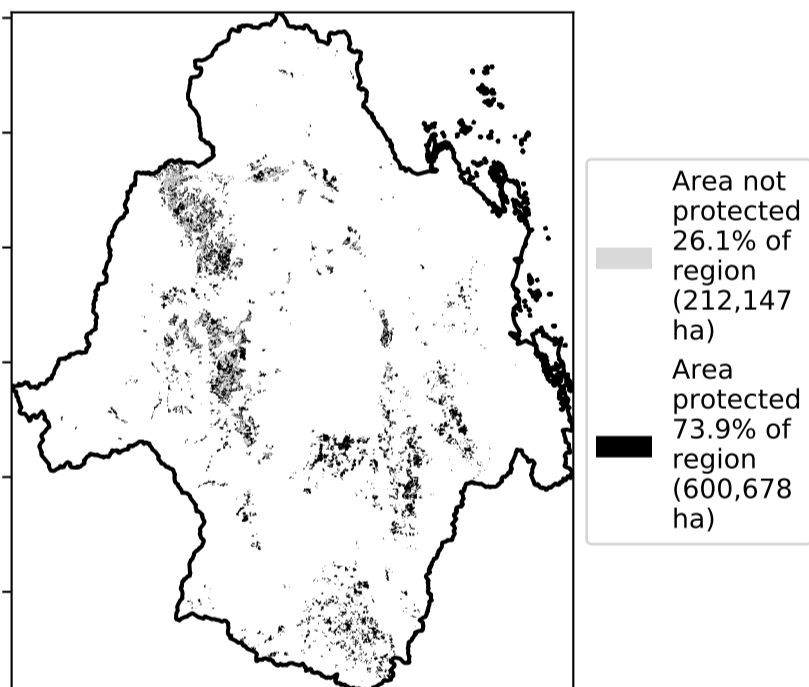 Area not
protected
26.1% of
region
(212,147
ha)
Area
protected
73.9% of
region
(600,678
ha)